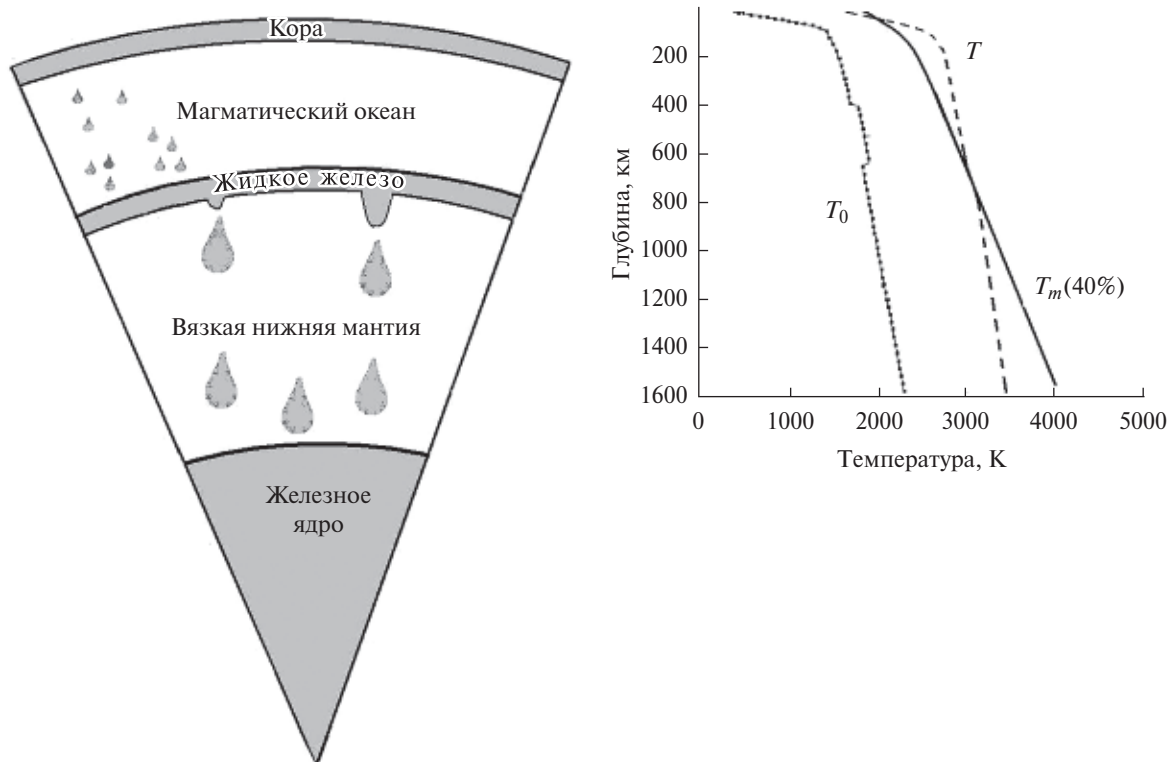 Кора
Магматический океан
Жидкое железо
Вязкая нижняя мантия
Железное
ядро
Глубина, км
200
400
600
800
1000
1200
1400
1600
T
T0
Tm(40%)
0
1000
2000
3000
4000
5000
Температура, К